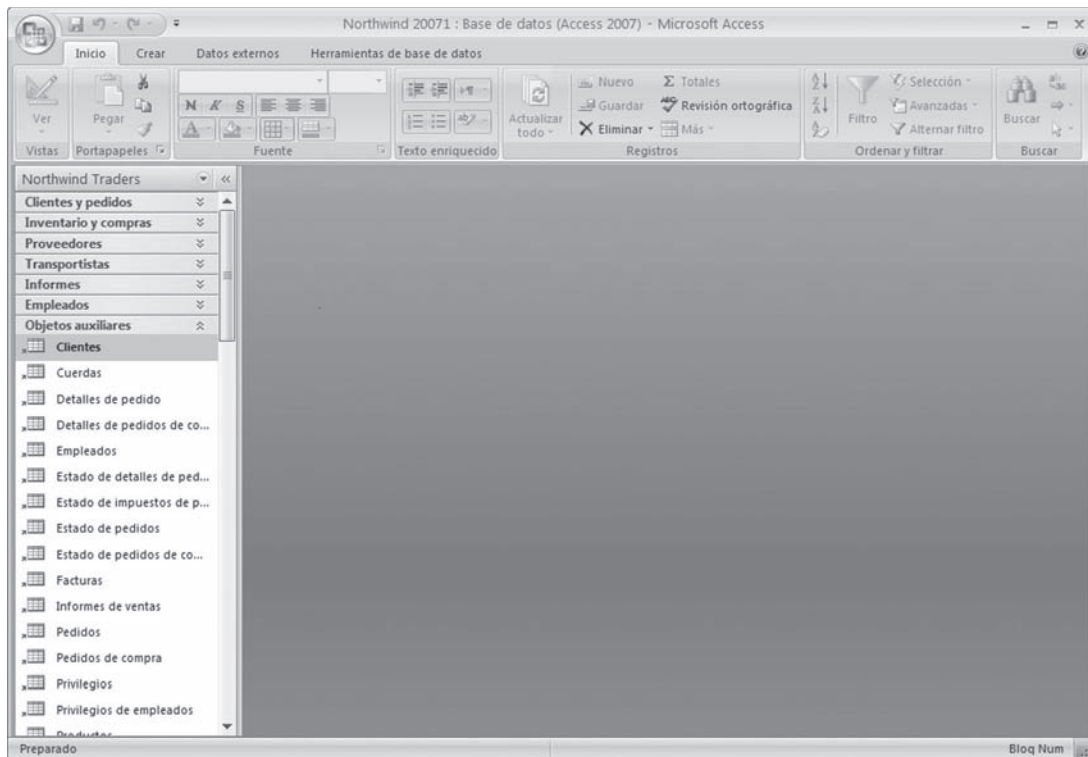 Northwind 20071 : Base de datos (Access 2007) - Microsoft Access
Inicio Crear Datos externos Herramientas de base de datos
Ver
Pegar
N K S
A
Actualizar todo
Nuevo
Guardar
Eliminar
Σ Totales
Revisión ortográfica
Más
Filtro
Selección
Avanzadas
Alternar filtro
Buscar
Vistas Portapapeles Fuente Texto enriquecido Registros Ordenar y filtrar Buscar
Northwind Traders
Clientes y pedidos
Inventario y compras
Proveedores
Transportistas
Informes
Empleados
Objetos auxiliares
Clientes
Cuerdas
Detalles de pedido
Detalles de pedidos de co...
Empleados
Estado de detalles de ped...
Estado de impuestos de p...
Estado de pedidos
Estado de pedidos de co...
Facturas
Informes de ventas
Pedidos
Pedidos de compra
Privilegios
Privilegios de empleados
Productos
Preparado
Bloq Num